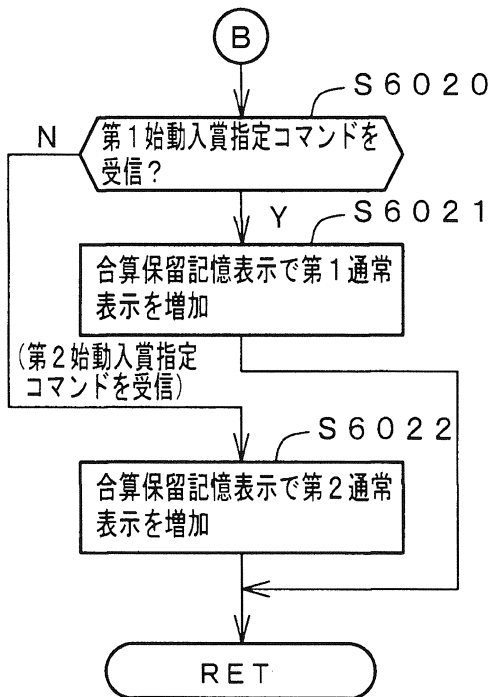 B
S6020
第1始動入賞指定コマンドを
受信?
N
Y
S6021
合算保留記憶表示で第1通常
表示を増加
(第2始動入賞指定
コマンドを受信)
S6022
合算保留記憶表示で第2通常
表示を増加
RET